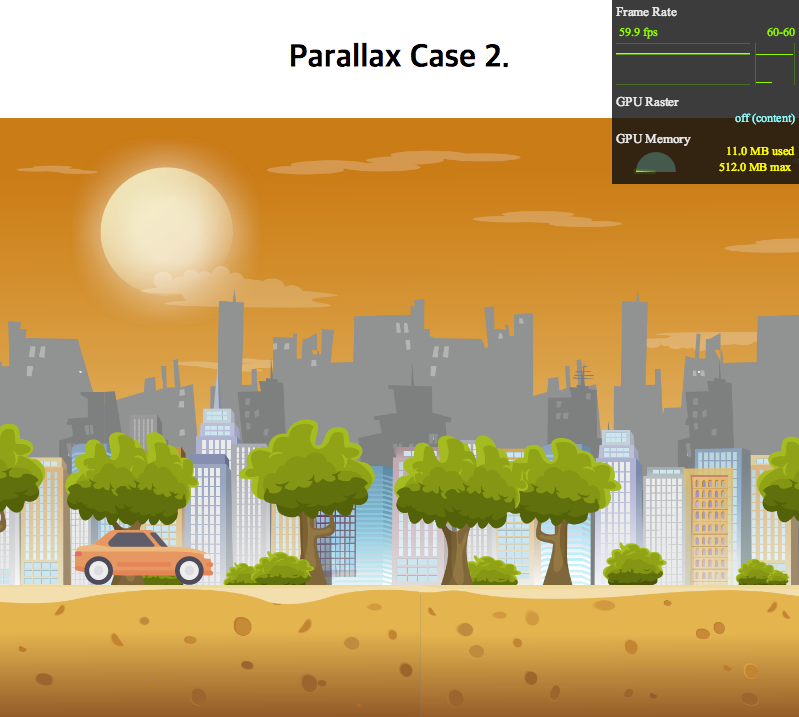 Parallax Case 2.
Frame Rate
59.9 fps 60-60
GPU Raster
off (content)
GPU Memory
11.0 MB used
512.0 MB max